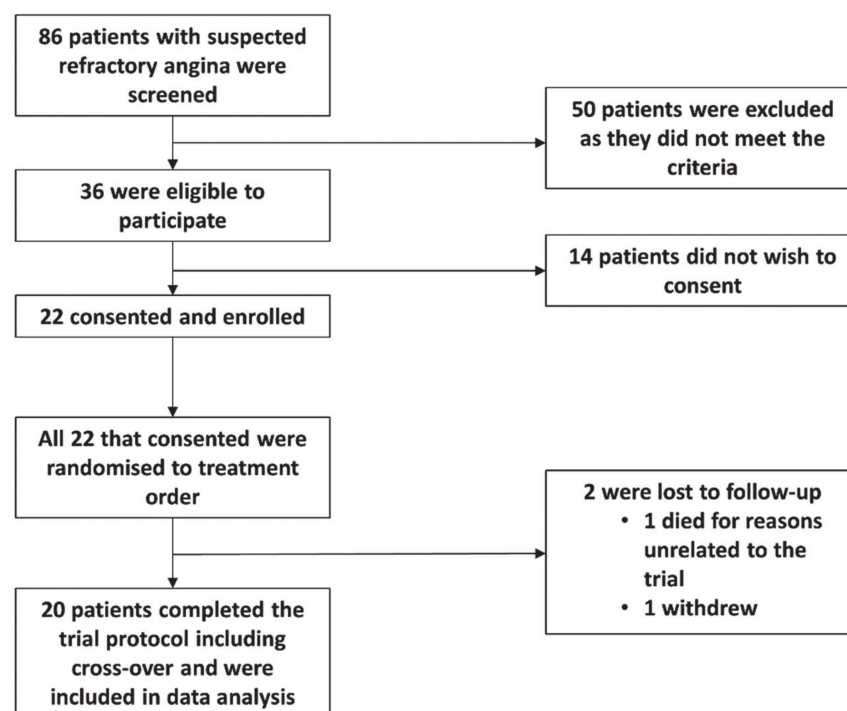 86 patients with suspected
refractory angina were
screened
50 patients were excluded
as they did not meet the
criteria
36 were eligible to
participate
14 patients did not wish to
consent
22 consented and enrolled
All 22 that consented were
randomised to treatment
order
2 were lost to follow-up
• 1 died for reasons
unrelated to the
trial
• 1 withdrew
20 patients completed the
trial protocol including
cross-over and were
included in data analysis